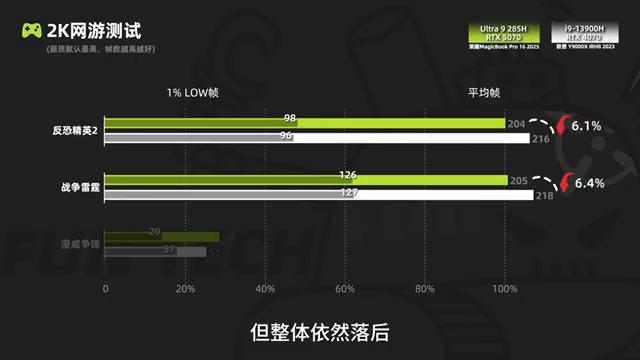 2K网游测试
(画质默认最高，帧数越高越好)
Ultra 9 285H
RTX 5070
荣耀MagicBook Pro 16 2025
i9-13900H
RTX 4070
联想 Y9000X IRH8 2023
1% LOW帧
平均帧
反恐精英2
98
204
96
216
6.1%
战争雷霆
126
205
127
218
6.4%
漫威争锋
29
37
FUN TECH
0
20%
40%
60%
80%
100%
但整体依然落后